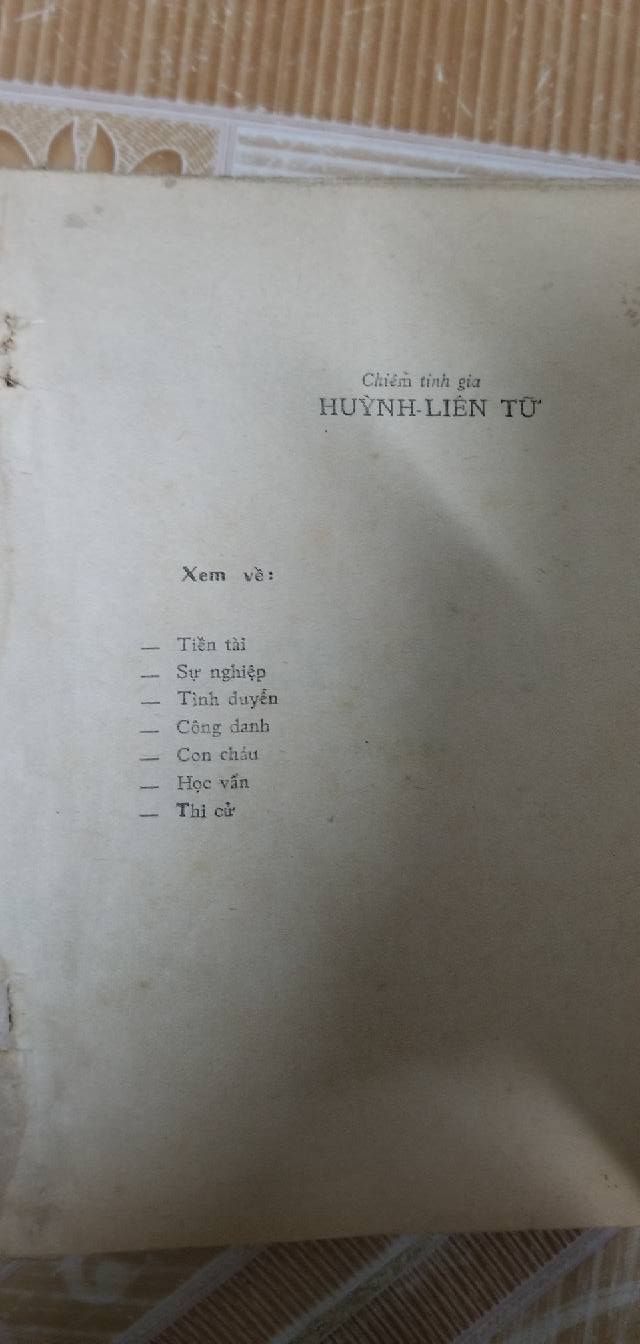 Chiêm tinh gia
HUỲNH-LIÊN TỬ
Xem về:
— Tiền tài
— Sự nghiệp
— Tình duyển
— Công danh
— Con cháu
— Học vấn
— Thi cử